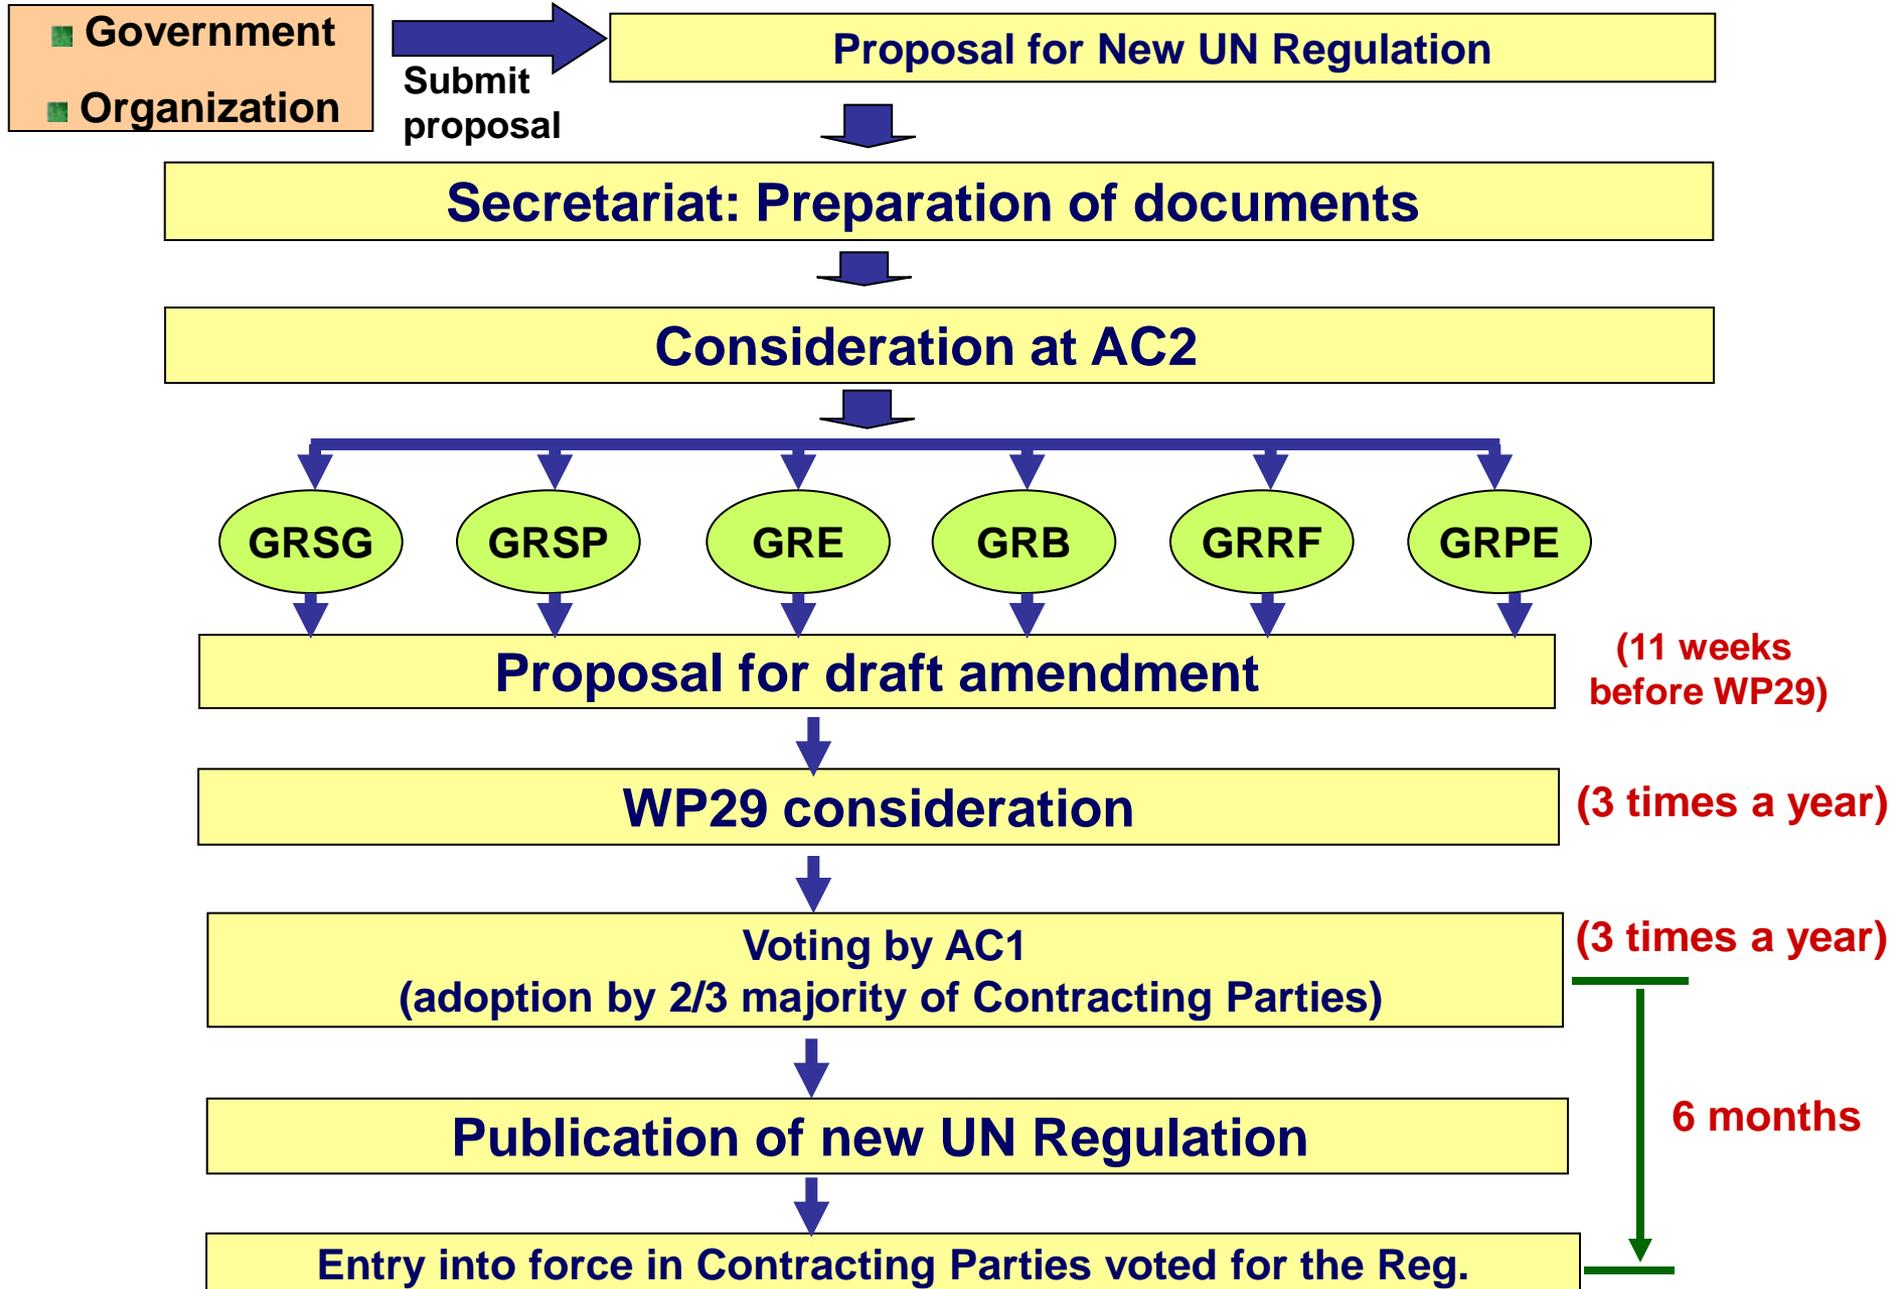 Government
Organization
Submit
proposal
Proposal for New UN Regulation
Secretariat: Preparation of documents
Consideration at AC2
GRSG
GRSP
GRE
GRB
GRRF
GRPE
Proposal for draft amendment
(11 weeks
before WP29)
WP29 consideration
(3 times a year)
Voting by AC1
(adoption by 2/3 majority of Contracting Parties)
(3 times a year)
6 months
Publication of new UN Regulation
Entry into force in Contracting Parties voted for the Reg.